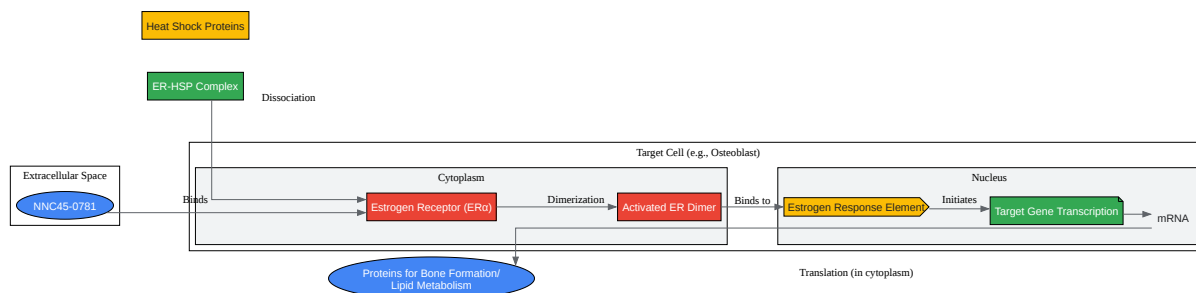 Heat Shock Proteins
ER-HSP Complex
Dissociation
Target Cell (e.g., Osteoblast)
Extracellular Space
Cytoplasm
Nucleus
NNC45-0781
Binds
Estrogen Receptor (ERα)
Dimerization
Activated ER Dimer
Binds to
Estrogen Response Element
Initiates
Target Gene Transcription
mRNA
Proteins for Bone Formation/
Lipid Metabolism
Translation (in cytoplasm)